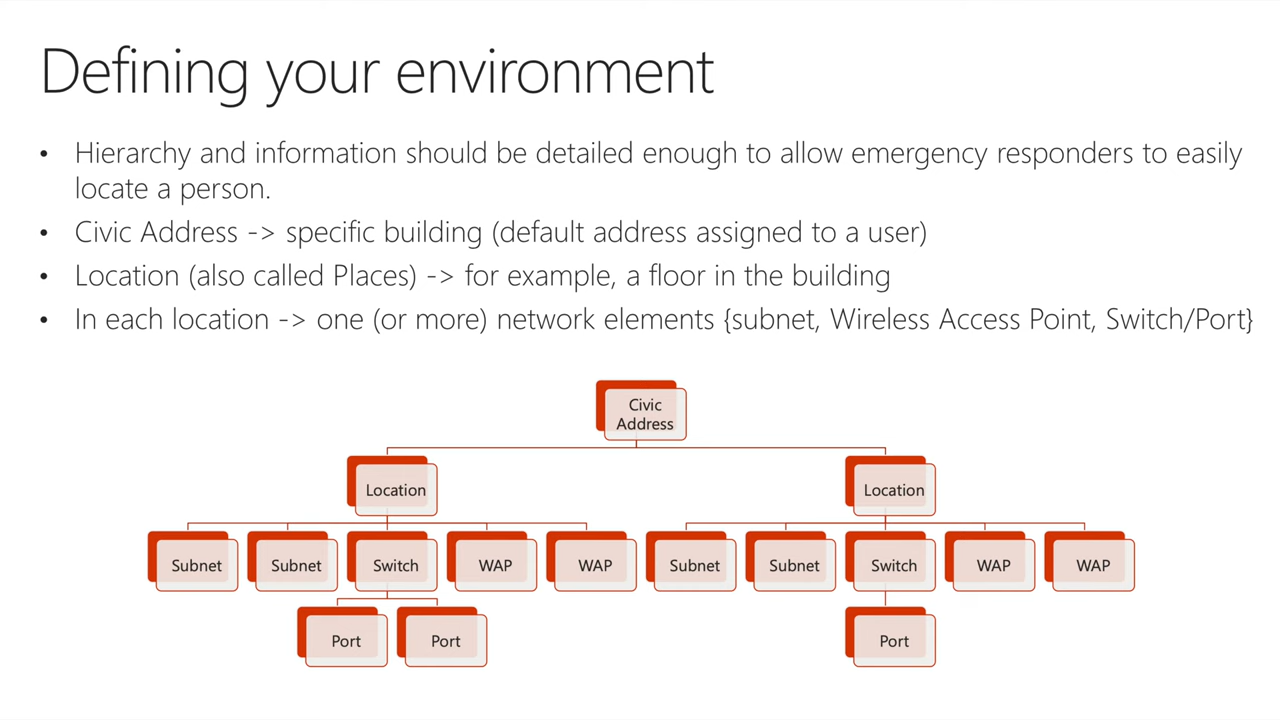 Defining your environment
• Hierarchy and information should be detailed enough to allow emergency responders to easily
locate a person.
• Civic Address -> specific building (default address assigned to a user)
• Location (also called Places) -> for example, a floor in the building
• In each location -> one (or more) network elements {subnet, Wireless Access Point, Switch/Port}
Civic
Address
Location Location
Subnet Subnet Switch WAP WAP Subnet Subnet Switch WAP WAP
Port Port Port